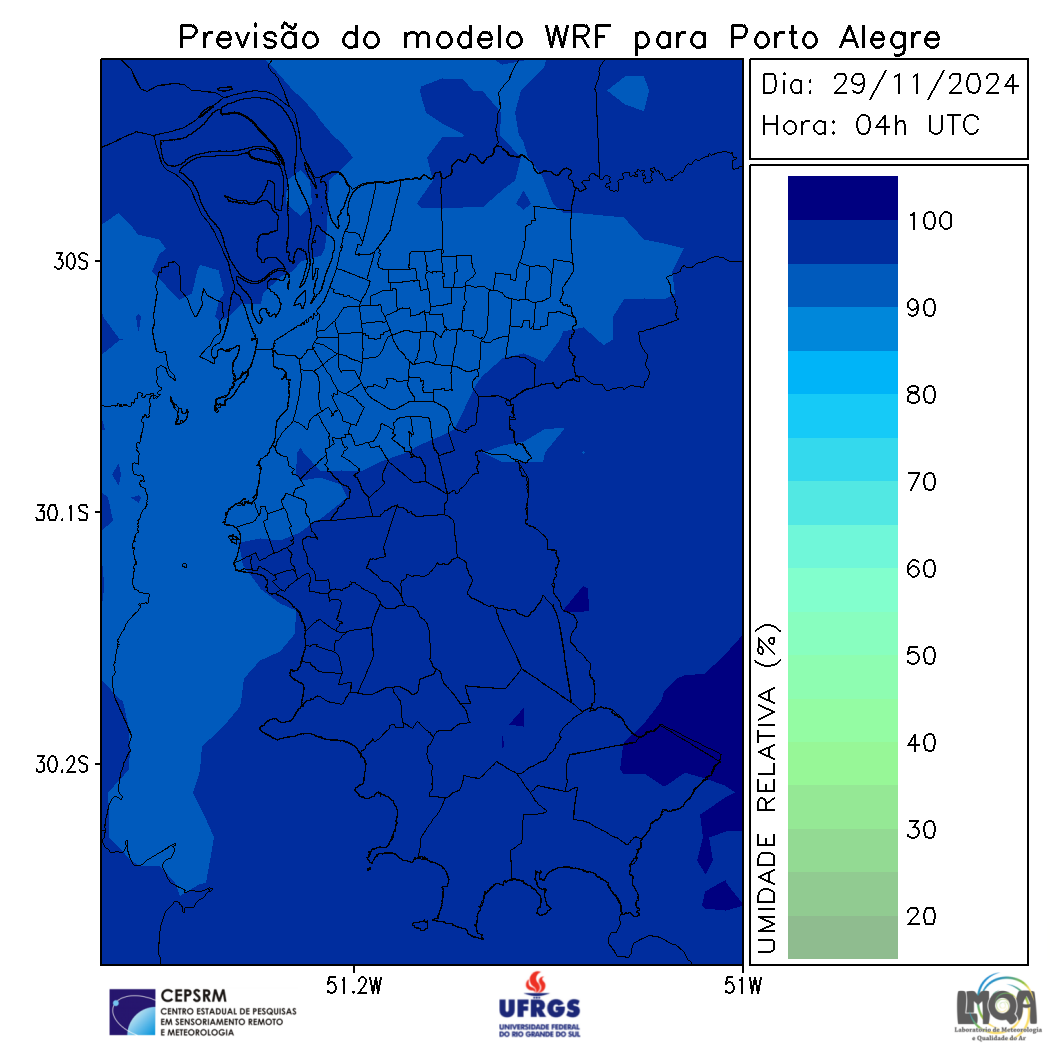 Previsão do modelo WRF para Porto Alegre
Dia: 29/11/2024
Hora: 04h UTC
100
90
80
70
60
50
40
30
20
UMIDADE RELATIVA (%)
30S
30.1S
30.2S
51.2W
51W
CEPSRM
CENTRO ESTADUAL DE PESQUISAS
EM SENSORIAMENTO REMOTO
E METEOROLOGIA
UFRGS
UNIVERSIDADE FEDERAL
DO RIO GRANDE DO SUL
LMQA
Laboratório de Meteorologia
e Qualidade do Ar